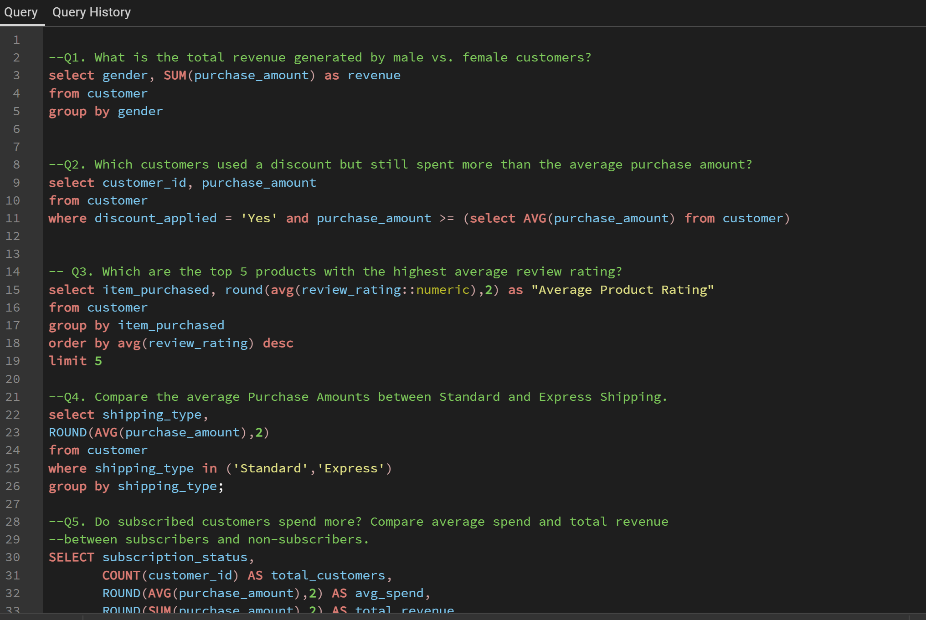 Query Query History
1
2 --Q1. What is the total revenue generated by male vs. female customers?
3 select gender, SUM(purchase_amount) as revenue
4 from customer
5 group by gender
6
7
8 --Q2. Which customers used a discount but still spent more than the average purchase amount?
9 select customer_id, purchase_amount
10 from customer
11 where discount_applied = 'Yes' and purchase_amount >= (select AVG(purchase_amount) from customer)
12
13
14 -- Q3. Which are the top 5 products with the highest average review rating?
15 select item_purchased, round(avg(review_rating::numeric),2) as "Average Product Rating"
16 from customer
17 group by item_purchased
18 order by avg(review_rating) desc
19 limit 5
20
21 --Q4. Compare the average Purchase Amounts between Standard and Express Shipping.
22 select shipping_type,
23 ROUND(AVG(purchase_amount),2)
24 from customer
25 where shipping_type in ('Standard','Express')
26 group by shipping_type;
27
28 --Q5. Do subscribed customers spend more? Compare average spend and total revenue
29 --between subscribers and non-subscribers.
30 SELECT subscription_status,
31 COUNT(customer_id) AS total_customers,
32 ROUND(AVG(purchase_amount),2) AS avg_spend,
33 ROUND(SUM(purchase_amount),2) AS total_revenue